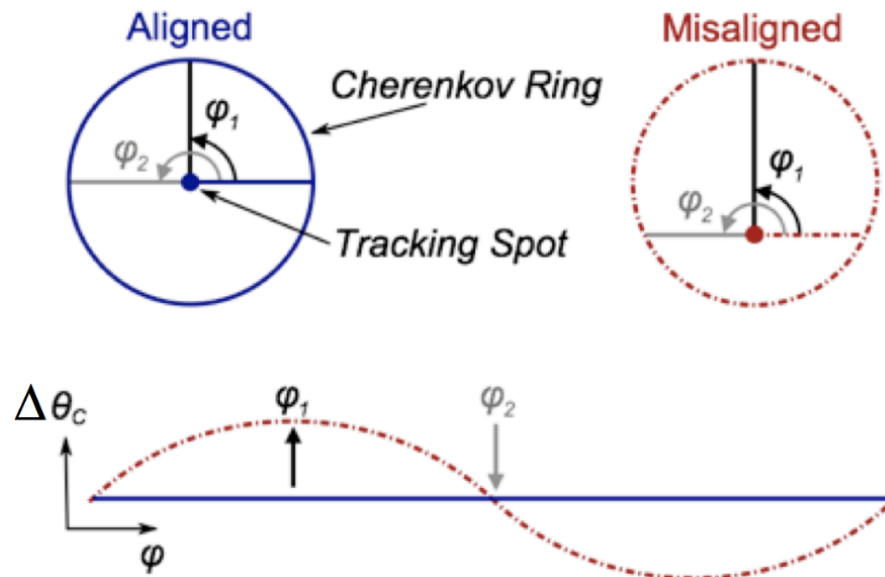 Aligned
Misaligned
Cherenkov Ring
φ1
φ2
Tracking Spot
φ1
φ2
ΔθC
φ1
φ2
φ